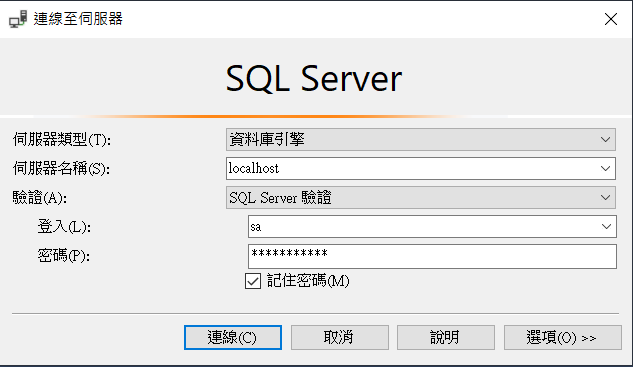 連線至伺服器
SQL Server
伺服器類型(T): 資料庫引擎
伺服器名稱(S): localhost
驗證(A): SQL Server 驗證
登入(L): sa
密碼(P): ***********
記住密碼(M)
連線(C) 取消 說明 選項(O) >>